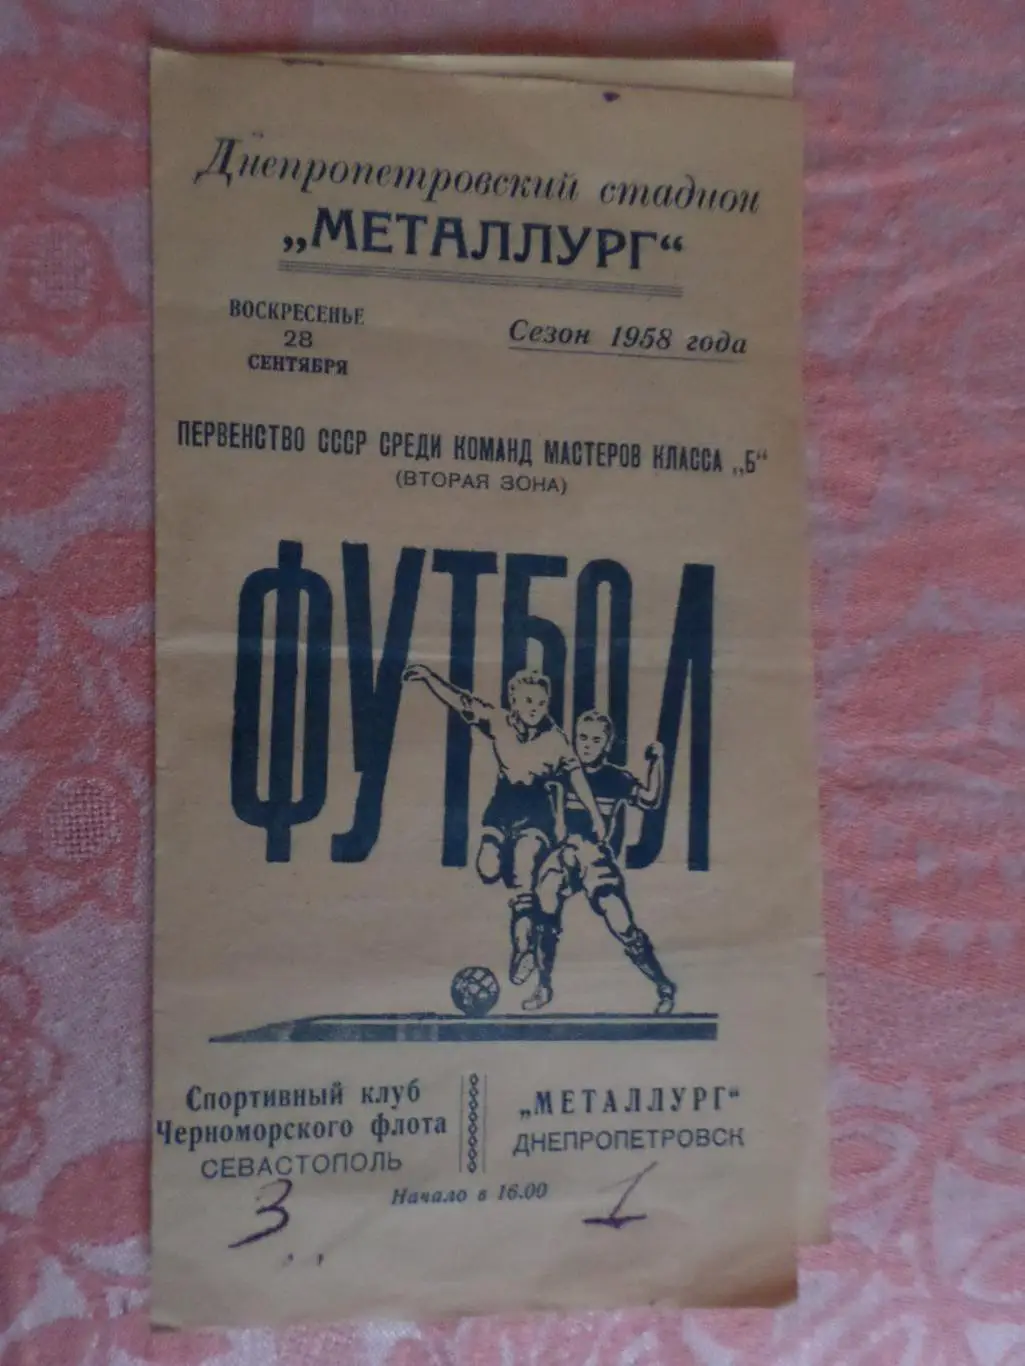 Днепропетровский стадион
„МЕТАЛЛУРГ“
ВОСКРЕСЕНЬЕ
28
СЕНТЯБРЯ
Сезон 1958 года
ПЕРВЕНСТВО СССР СРЕДИ КОМАНД МАСТЕРОВ КЛАССА „Б“
(ВТОРАЯ ЗОНА)
ФУТБОЛ
Спортивный клуб
Черноморского флота
СЕВАСТОПОЛЬ
„МЕТАЛЛУРГ“
ДНЕПРОПЕТРОВСК
Начало в 16.00
3
1